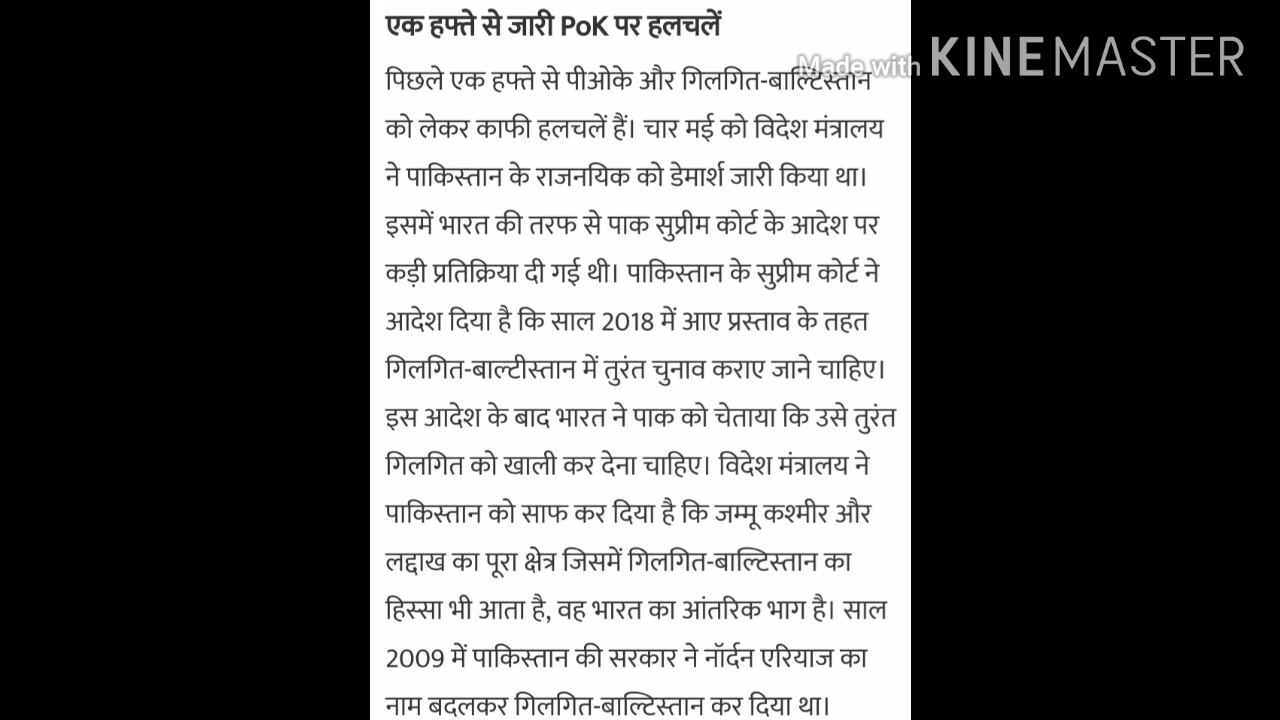 एक हफ्ते से जारी PoK पर हलचलें
Made with KINEMASTER
पिछले एक हफ्ते से पीओके और गिलगित-बाल्टिस्तान
को लेकर काफी हलचलें हैं। चार मई को विदेश मंत्रालय
ने पाकिस्तान के राजनयिक को डेमार्श जारी किया था।
इसमें भारत की तरफ से पाक सुप्रीम कोर्ट के आदेश पर
कड़ी प्रतिक्रिया दी गई थी। पाकिस्तान के सुप्रीम कोर्ट ने
आदेश दिया है कि साल 2018 में आए प्रस्ताव के तहत
गिलगित-बाल्टीस्तान में तुरंत चुनाव कराए जाने चाहिए।
इस आदेश के बाद भारत ने पाक को चेताया कि उसे तुरंत
गिलगित को खाली कर देना चाहिए। विदेश मंत्रालय ने
पाकिस्तान को साफ कर दिया है कि जम्मू कश्मीर और
लद्दाख का पूरा क्षेत्र जिसमें गिलगित-बाल्टिस्तान का
हिस्सा भी आता है, वह भारत का आंतरिक भाग है। साल
2009 में पाकिस्तान की सरकार ने नॉर्दन एरियाज का
नाम बदलकर गिलगित-बाल्टिस्तान कर दिया था।